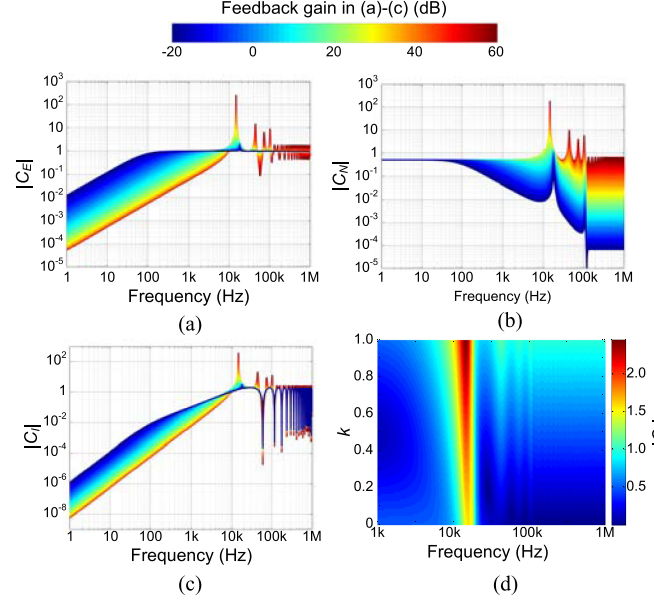 Feedback gain in (a)-(c) (dB)
-20 0 20 40 60
|C_E|
10^3
10^2
10^1
1
10^-1
10^-2
10^-3
10^-4
10^-5
1 10 100 1k 10k 100k 1M
Frequency (Hz)
(a)
|C_N|
10^3
10^2
10^1
1
10^-1
10^-2
10^-3
10^-4
10^-5
1 10 100 1k 10k 100k 1M
Frequency (Hz)
(b)
|C_I|
10^2
1
10^-2
10^-4
10^-6
10^-8
1 10 100 1k 10k 100k 1M
Frequency (Hz)
(c)
k
1.0
0.8
0.6
0.4
0.2
0
1k 10k 100k 1M
Frequency (Hz)
2.0
1.5
1.0
0.5
(d)